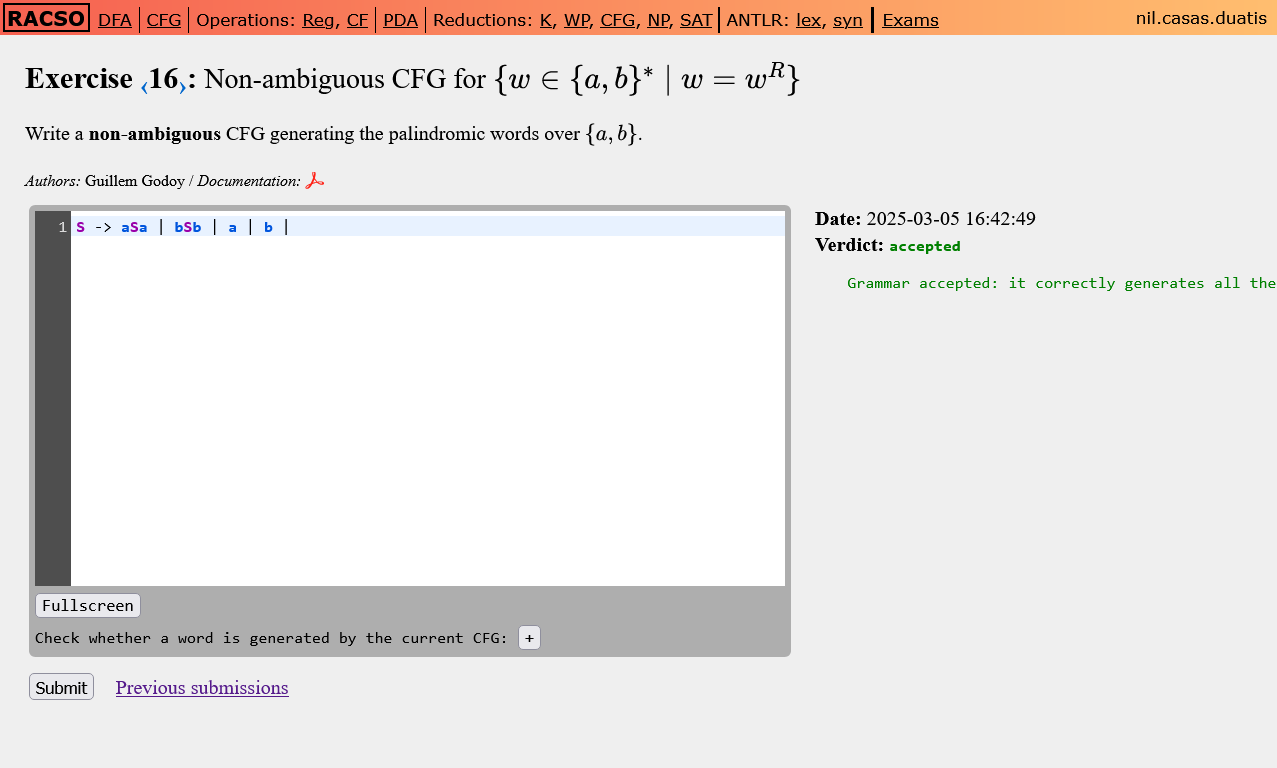 RACSO DFA CFG Operations: Reg, CF PDA Reductions: K, WP, CFG, NP, SAT ANTLR: lex, syn Exams nil.casas.duatis
Exercise ‹16›: Non-ambiguous CFG for {w ∈ {a, b}* | w = w^R}
Write a non-ambiguous CFG generating the palindromic words over {a, b}.
Authors: Guillem Godoy / Documentation:
1 S -> aSa | bSb | a | b |
Date: 2025-03-05 16:42:49
Verdict: accepted
Grammar accepted: it correctly generates all the
Fullscreen
Check whether a word is generated by the current CFG: +
Submit Previous submissions